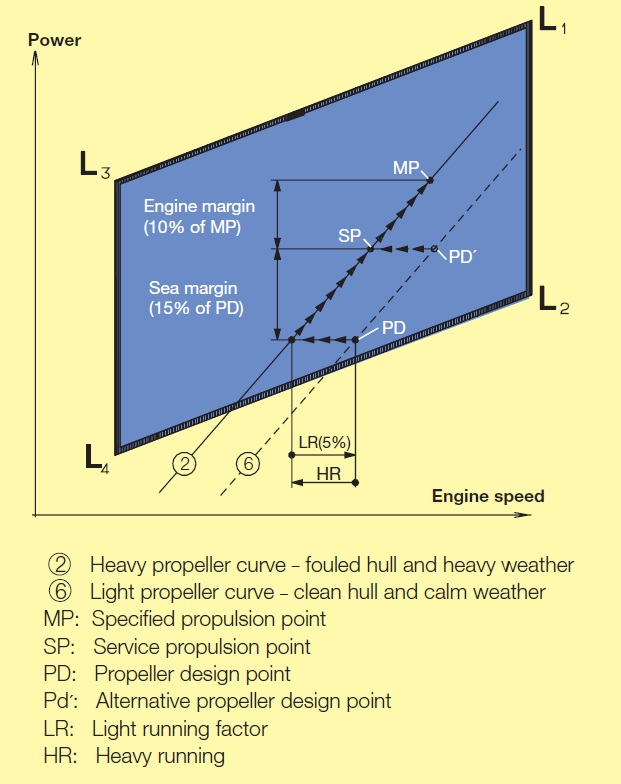 Power
L1
L3
MP
Engine margin
(10% of MP)
SP
PD´
Sea margin
(15% of PD)
L2
PD
L4
2
6
LR(5%)
HR
Engine speed
② Heavy propeller curve - fouled hull and heavy weather
⑥ Light propeller curve - clean hull and calm weather
MP: Specified propulsion point
SP: Service propulsion point
PD: Propeller design point
Pd´: Alternative propeller design point
LR: Light running factor
HR: Heavy running